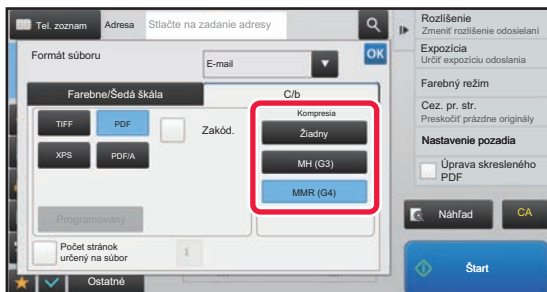 Tel. zoznam
Adresa
Stlačte na zadanie adresy
Formát súboru
E-mail
OK
Farebne/Šedá škála
C/b
TIFF
PDF
Zakód.
XPS
PDF/A
Programovaný
Počet stránok
určený na súbor
1
Kompresia
Žiadny
MH (G3)
MMR (G4)
Ostatné
Rozlíšenie
Zmeniť rozlíšenie odosielaní
Expozícia
Určiť expozíciu odoslania
Farebný režim
Cez. pr. str.
Preskočiť prázdne originály
Nastavenie pozadia
Úprava skresleného
PDF
Náhľad
CA
Štart